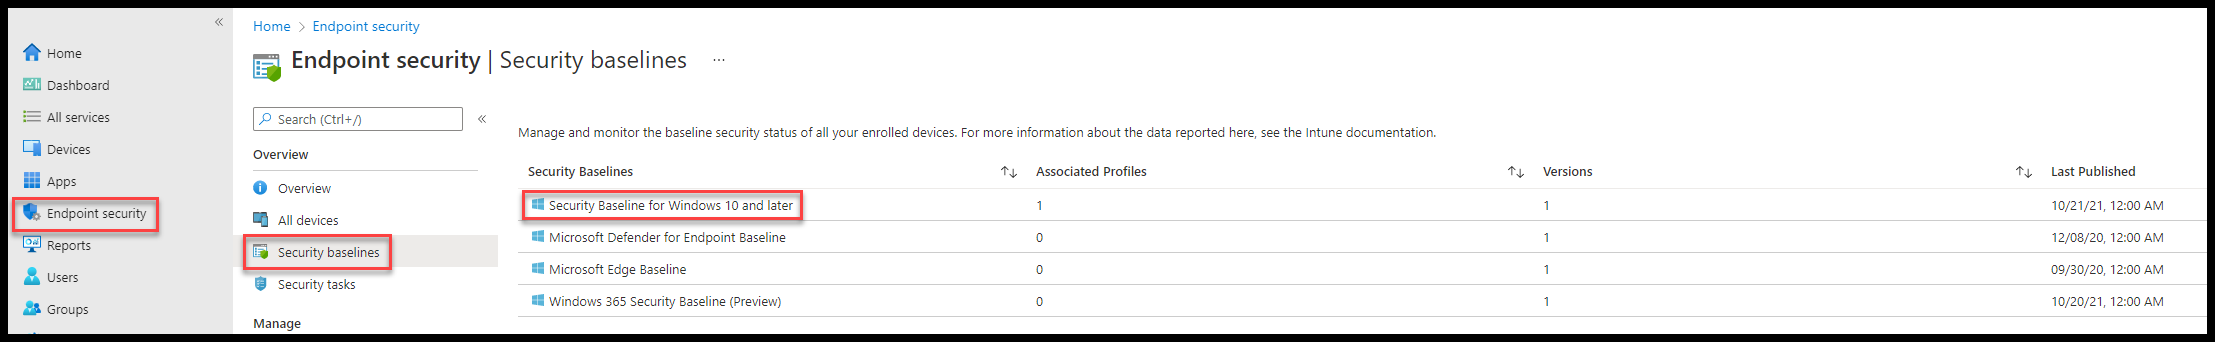 «
Home
Dashboard
All services
Devices
Apps
Endpoint security
Reports
Users
Groups
Home > Endpoint security
Endpoint security | Security baselines ...
Search (Ctrl+/) «
Overview
Overview
All devices
Security baselines
Security tasks
Manage
Manage and monitor the baseline security status of all your enrolled devices. For more information about the data reported here, see the Intune documentation.
Security Baselines ↑↓ Associated Profiles ↑↓ Versions ↑↓ Last Published
Security Baseline for Windows 10 and later 1 1 10/21/21, 12:00 AM
Microsoft Defender for Endpoint Baseline 0 1 12/08/20, 12:00 AM
Microsoft Edge Baseline 0 1 09/30/20, 12:00 AM
Windows 365 Security Baseline (Preview) 0 1 10/20/21, 12:00 AM